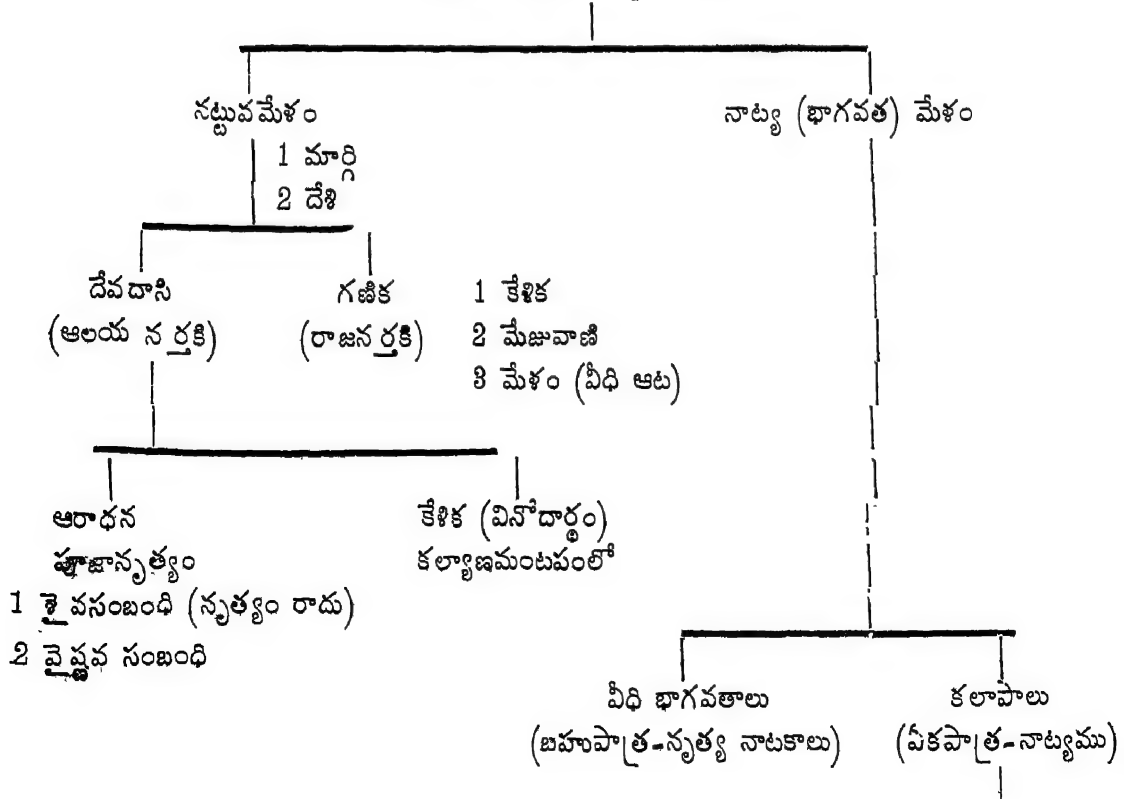 నట్టువమేళం నాట్య (భాగవత) మేళం
1 మార్గి
2 దేశి
దేవదాసి గణిక 1 కేళిక
(ఆలయ నర్తకి) (రాజనర్తకి) 2 మేజువాణి
3 మేళం (వీధి ఆట)
ఆరాధన కేళిక (వినోదార్థం)
పూజానృత్యం కల్యాణమంటపంలో
1 శైవసంబంధి (నృత్యం రాదు)
2 వైష్ణవ సంబంధి
వీధి భాగవతాలు కలాపాలు
(బహుపాత్ర-నృత్య నాటకాలు) (ఏకపాత్ర-నాట్యము)